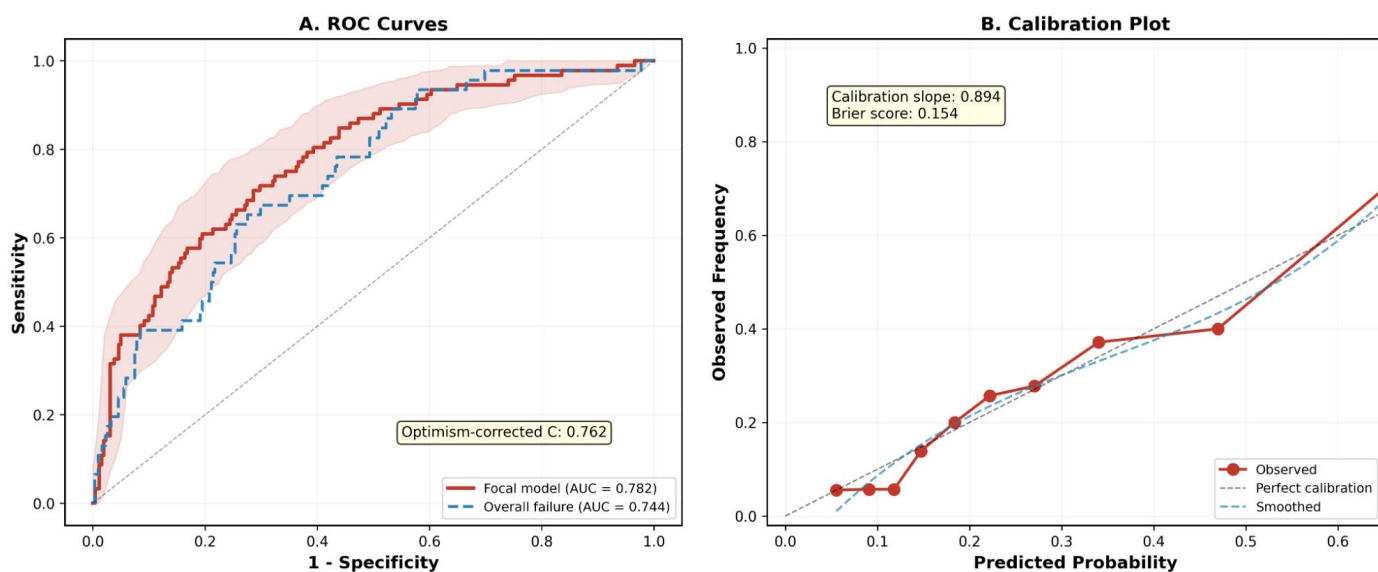 A. ROC Curves
1.0
0.8
0.6
0.4
0.2
0.0
Sensitivity
Optimism-corrected C: 0.762
Focal model (AUC = 0.782)
Overall failure (AUC = 0.744)
0.0 0.2 0.4 0.6 0.8 1.0
1 - Specificity
B. Calibration Plot
1.0
0.8
0.6
0.4
0.2
0.0
Observed Frequency
Calibration slope: 0.894
Brier score: 0.154
Observed
Perfect calibration
Smoothed
0.0 0.1 0.2 0.3 0.4 0.5 0.6
Predicted Probability